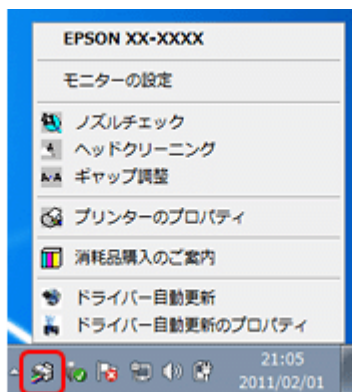 EPSON XX-XXXX
モニターの設定
ノズルチェック
ヘッドクリーニング
ギャップ調整
プリンターのプロパティ
消耗品購入のご案内
ドライバー自動更新
ドライバー自動更新のプロパティ
21:05
2011/02/01